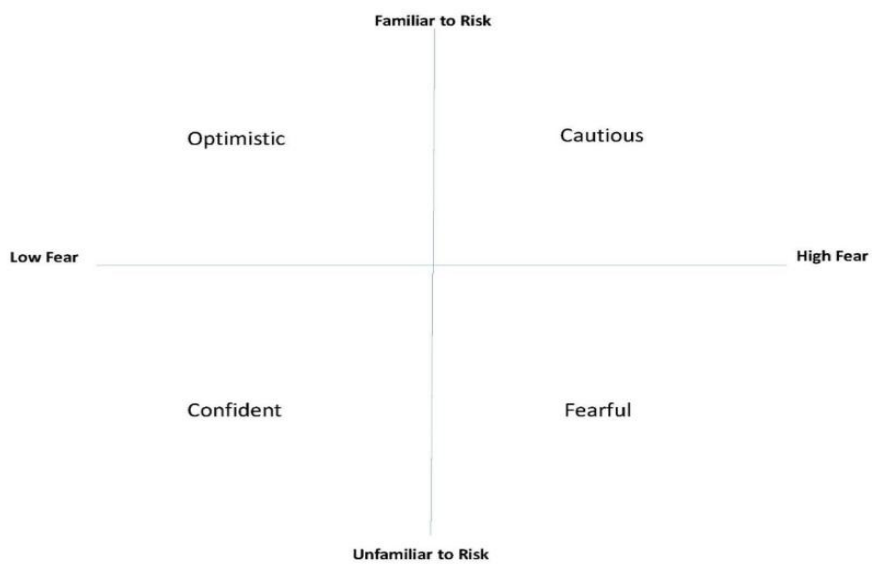 Familiar to Risk
Optimistic
Cautious
Low Fear
High Fear
Confident
Fearful
Unfamiliar to Risk